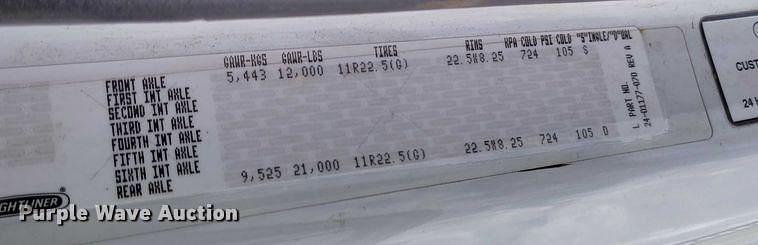 GAWR-KGS GAWR-LBS TIRES RIMS KPA COLD PSI COLD "S"INGLE/"D"UAL
FRONT AXLE 5,443 12,000 11R22.5(G) 22.5X8.25 724 105 S
FIRST INT AXLE
SECOND INT AXLE
THIRD INT AXLE
FOURTH INT AXLE
FIFTH INT AXLE
SIXTH INT AXLE
REAR AXLE 9,525 21,000 11R22.5(G) 22.5X8.25 724 105 D
L PART NO.
24-01177-070 REV A
CUST
24 H
GHTLINER
Purple Wave Auction